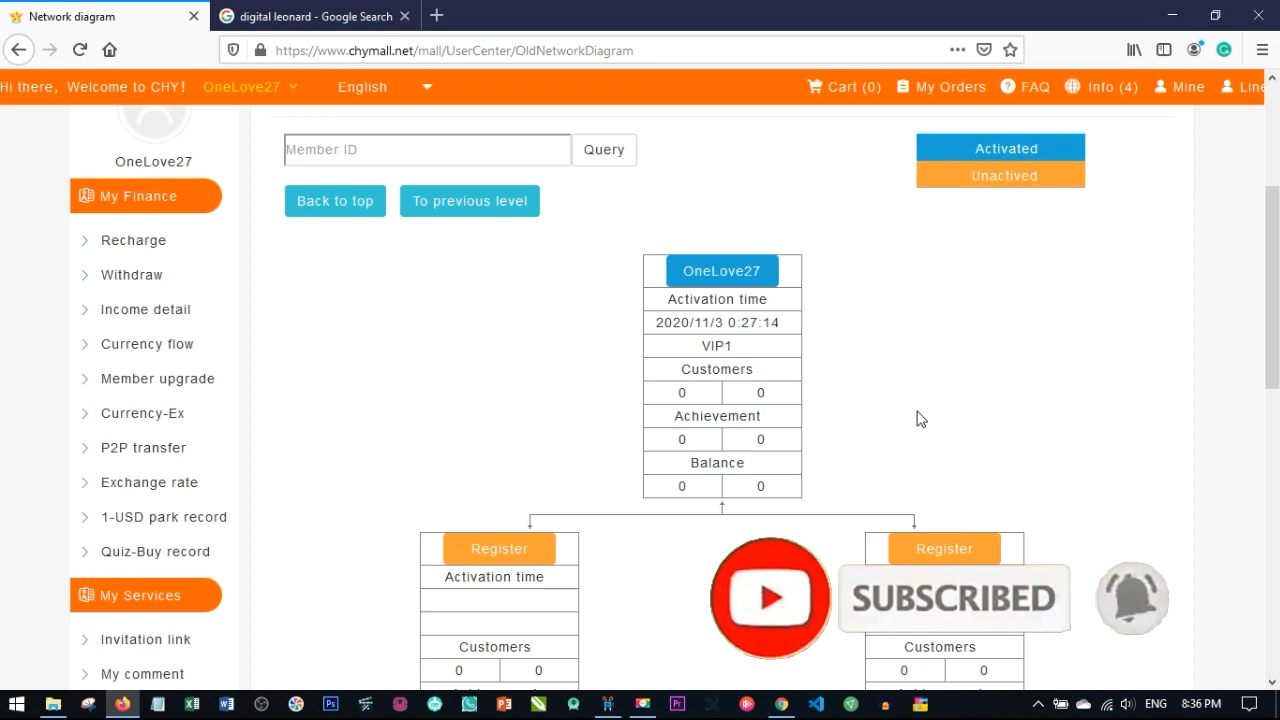 Network diagram
digital leonard - Google Search
https://www.chymall.net/mall/UserCenter/OldNetworkDiagram
Hi there, Welcome to CHY! OneLove27 English Cart (0) My Orders FAQ Info (4) Mine Line
OneLove27
My Finance
Recharge
Withdraw
Income detail
Currency flow
Member upgrade
Currency-Ex
P2P transfer
Exchange rate
1-USD park record
Quiz-Buy record
My Services
Invitation link
My comment
Member ID Query
Activated
Unactived
Back to top To previous level
OneLove27
Activation time
2020/11/3 0:27:14
VIP1
Customers
0 0
Achievement
0 0
Balance
0 0
Register
Activation time
Customers
0 0
Register
SUBSCRIBED
Customers
0 0
ENG 8:36 PM